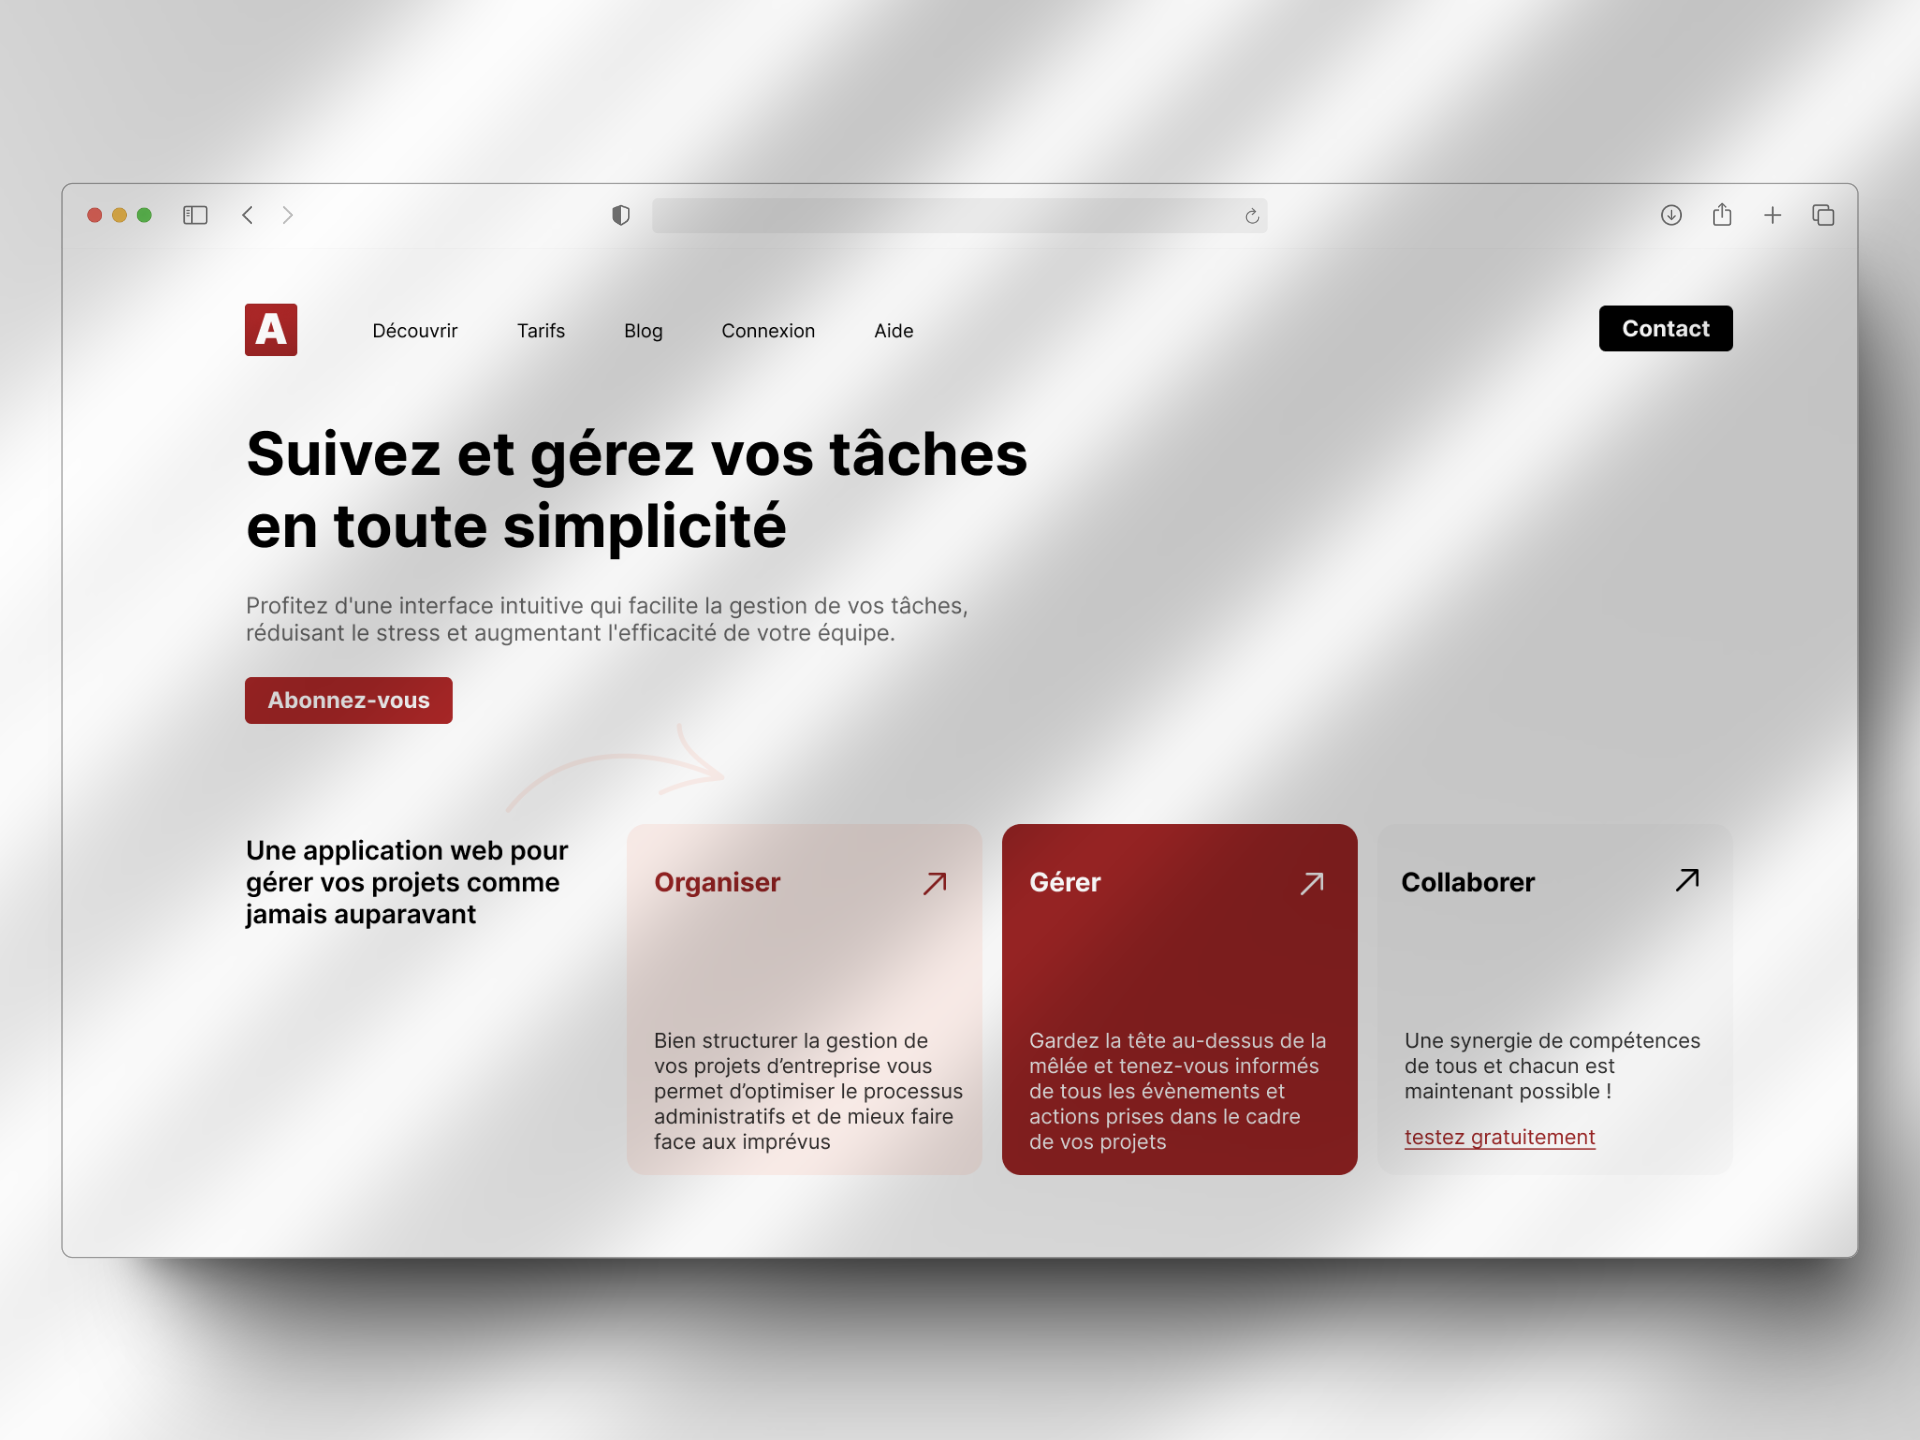 A
Découvrir
Tarifs
Blog
Connexion
Aide
Contact
Suivez et gérez vos tâches
en toute simplicité
Profitez d'une interface intuitive qui facilite la gestion de vos tâches,
réduisant le stress et augmentant l'efficacité de votre équipe.
Abonnez-vous
Une application web pour
gérer vos projets comme
jamais auparavant
Organiser
Bien structurer la gestion de
vos projets d’entreprise vous
permet d’optimiser le processus
administratifs et de mieux faire
face aux imprévus
Gérer
Gardez la tête au-dessus de la
mêlée et tenez-vous informés
de tous les évènements et
actions prises dans le cadre
de vos projets
Collaborer
Une synergie de compétences
de tous et chacun est
maintenant possible !
testez gratuitement